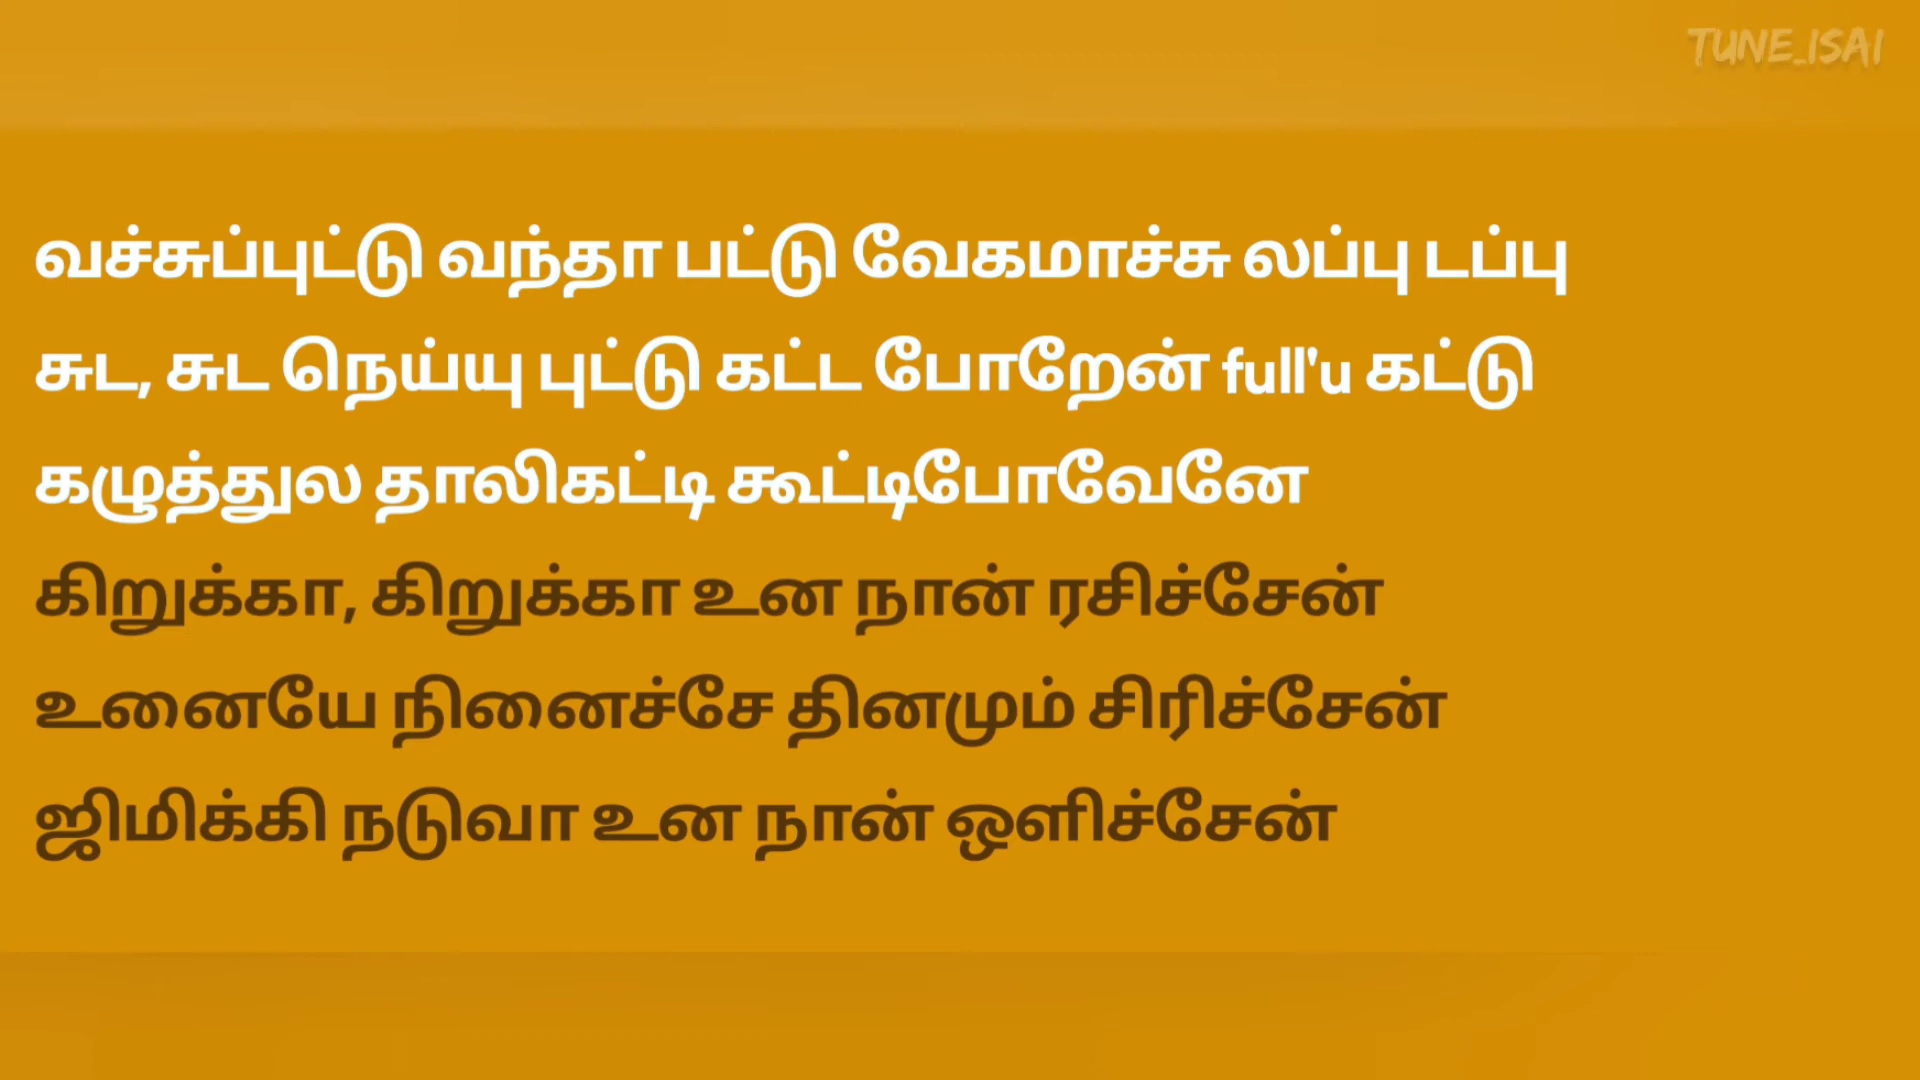 TUNE_ISAI
வச்சுப்புட்டு வந்தா பட்டு வேகமாச்சு லப்பு டப்பு
சுட, சுட நெய்யு புட்டு கட்ட போறேன் full'u கட்டு
கழுத்துல தாலிகட்டி கூட்டிபோவேனே
கிறுக்கா, கிறுக்கா உன நான் ரசிச்சேன்
உனையே நினைச்சே தினமும் சிரிச்சேன்
ஜிமிக்கி நடுவா உன நான் ஒளிச்சேன்